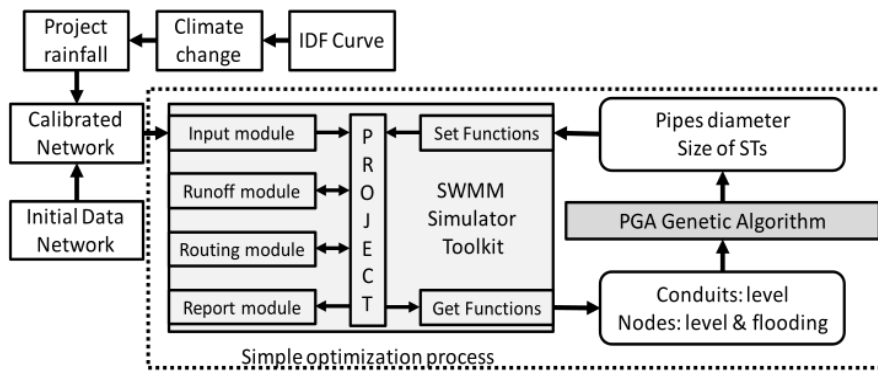 Project
rainfall
Climate
change
IDF Curve
Calibrated
Network
Initial Data
Network
Input module
Runoff module
Routing module
Report module
PROJECT
Set Functions
SWMM
Simulator
Toolkit
Get Functions
Pipes diameter
Size of STs
PGA Genetic Algorithm
Conduits: level
Nodes: level & flooding
Simple optimization process